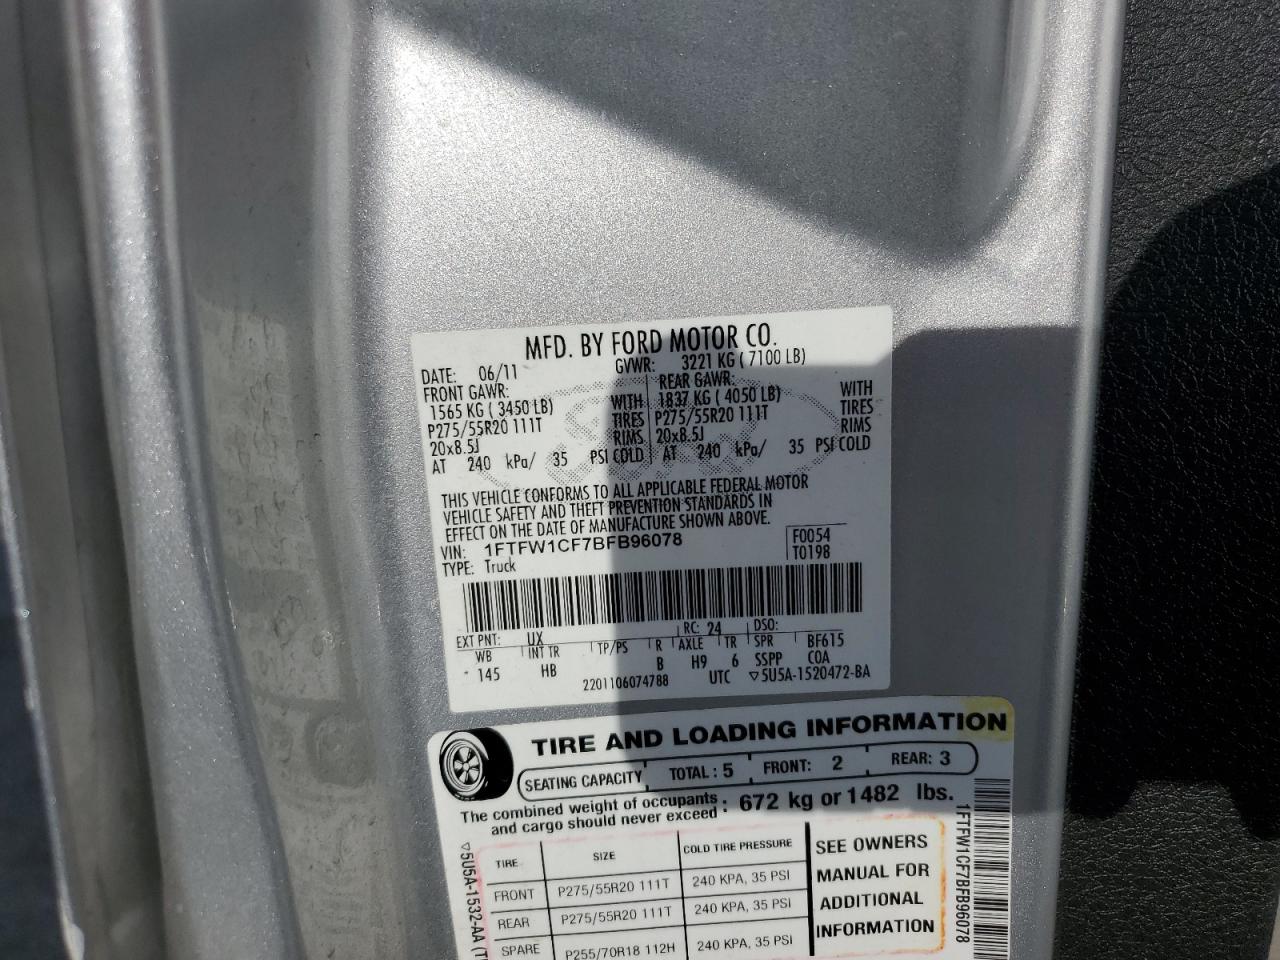 MFD. BY FORD MOTOR CO.
DATE: 06/11 GVWR: 3221 KG ( 7100 LB)
FRONT GAWR: REAR GAWR:
1565 KG ( 3450 LB) WITH 1837 KG ( 4050 LB) WITH
P275/55R20 111T TIRES P275/55R20 111T TIRES
20x8.5J RIMS 20x8.5J RIMS
AT 240 kPa/ 35 PSI COLD AT 240 kPa/ 35 PSI COLD
THIS VEHICLE CONFORMS TO ALL APPLICABLE FEDERAL MOTOR
VEHICLE SAFETY AND THEFT PREVENTION STANDARDS IN
EFFECT ON THE DATE OF MANUFACTURE SHOWN ABOVE.
VIN: 1FTFW1CF7BFB96078 F0054
TYPE: Truck T0198
EXT PNT: UX RC: 24 DSO:
WB INT TR TP/PS R AXLE TR SPR BF615
145 HB B H9 6 SSPP COA
2201106074788 UTC ▽5U5A-1520472-BA
TIRE AND LOADING INFORMATION
SEATING CAPACITY TOTAL : 5 FRONT: 2 REAR: 3
The combined weight of occupants
and cargo should never exceed : 672 kg or 1482 lbs.
TIRE SIZE COLD TIRE PRESSURE
FRONT P275/55R20 111T 240 KPA, 35 PSI
REAR P275/55R20 111T 240 KPA, 35 PSI
SPARE P255/70R18 112H 240 KPA, 35 PSI
SEE OWNERS
MANUAL FOR
ADDITIONAL
INFORMATION
▽5U5A-1532-AA
1FTFW1CF7BFB96078